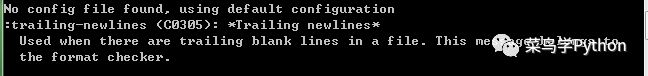 No config file found, using default configuration
:trailing-newlines (C0305): *Trailing newlines*
Used when there are trailing blank lines in a file. This me to
the format checker.
菜鸟学Python